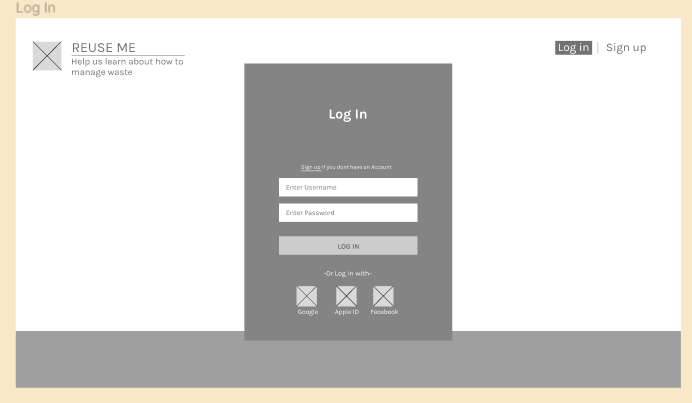 Log In
REUSE ME
Help us learn about how to
manage waste
Log in | Sign up
Log In
Sign up if you dont have an Account
Enter Username
Enter Password
LOG IN
-Or Log in with-
Google Apple ID Facebook